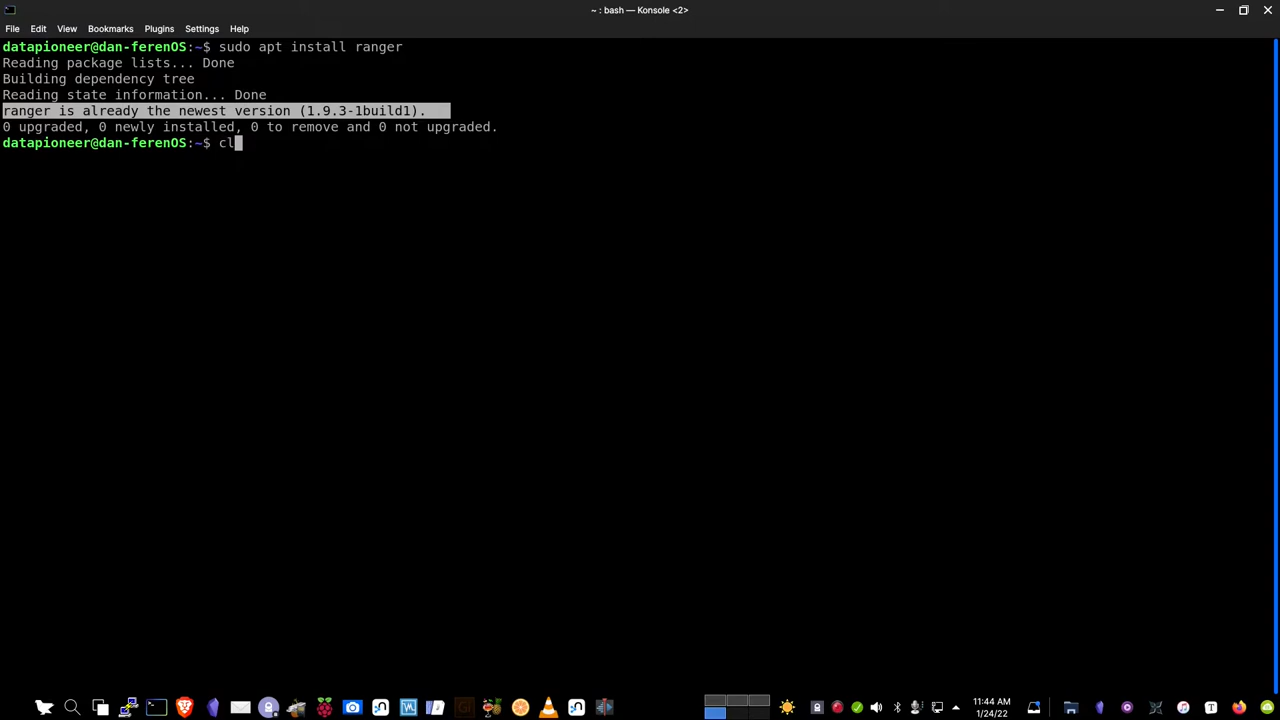 ~ : bash — Konsole <2>
File Edit View Bookmarks Plugins Settings Help
datapioneer@dan-ferenOS:~$ sudo apt install ranger
Reading package lists... Done
Building dependency tree
Reading state information... Done
ranger is already the newest version (1.9.3-1build1).
0 upgraded, 0 newly installed, 0 to remove and 0 not upgraded.
datapioneer@dan-ferenOS:~$ cl
11:44 AM
1/24/22